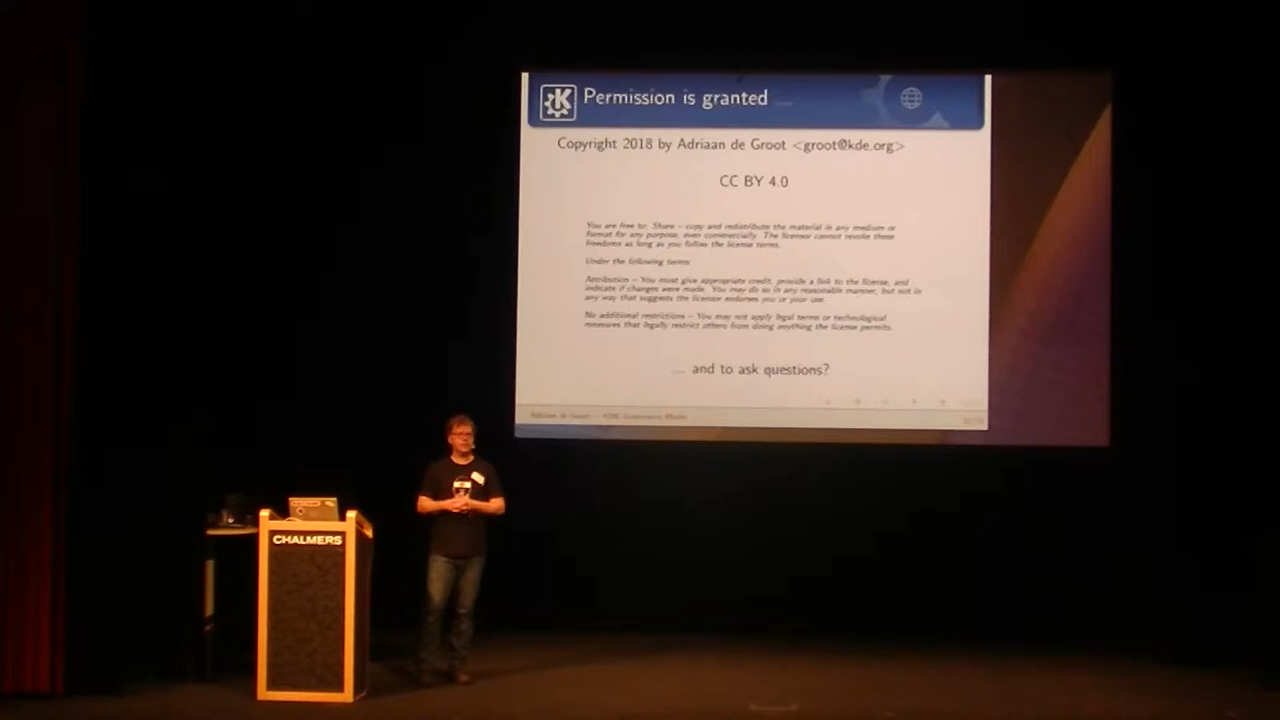 Permission is granted ...
Copyright 2018 by Adriaan de Groot <groot@kde.org>
CC BY 4.0
You are free to: Share – copy and redistribute the material in any medium or
format for any purpose, even commercially. The licensor cannot revoke these
freedoms as long as you follow the license terms.
Under the following terms:
Attribution – You must give appropriate credit, provide a link to the license, and
indicate if changes were made. You may do so in any reasonable manner, but not in
any way that suggests the licensor endorses you or your use.
No additional restrictions – You may not apply legal terms or technological
measures that legally restrict others from doing anything the license permits.
... and to ask questions?
Adriaan de Groot – KDE Governance Model
CHALMERS